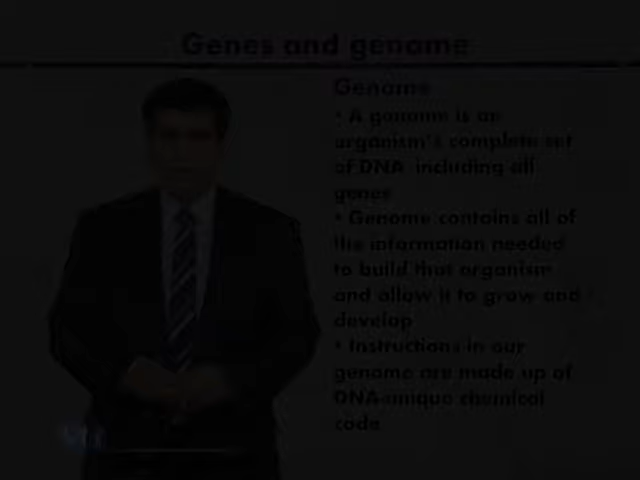 Genes and genome
Genome
• A genome is an
organism's complete set
of DNA including all
genes
• Genome contains all of
the information needed
to build that organism
and allow it to grow and
develop
• Instructions in our
genome are made up of
DNA-unique chemical
code